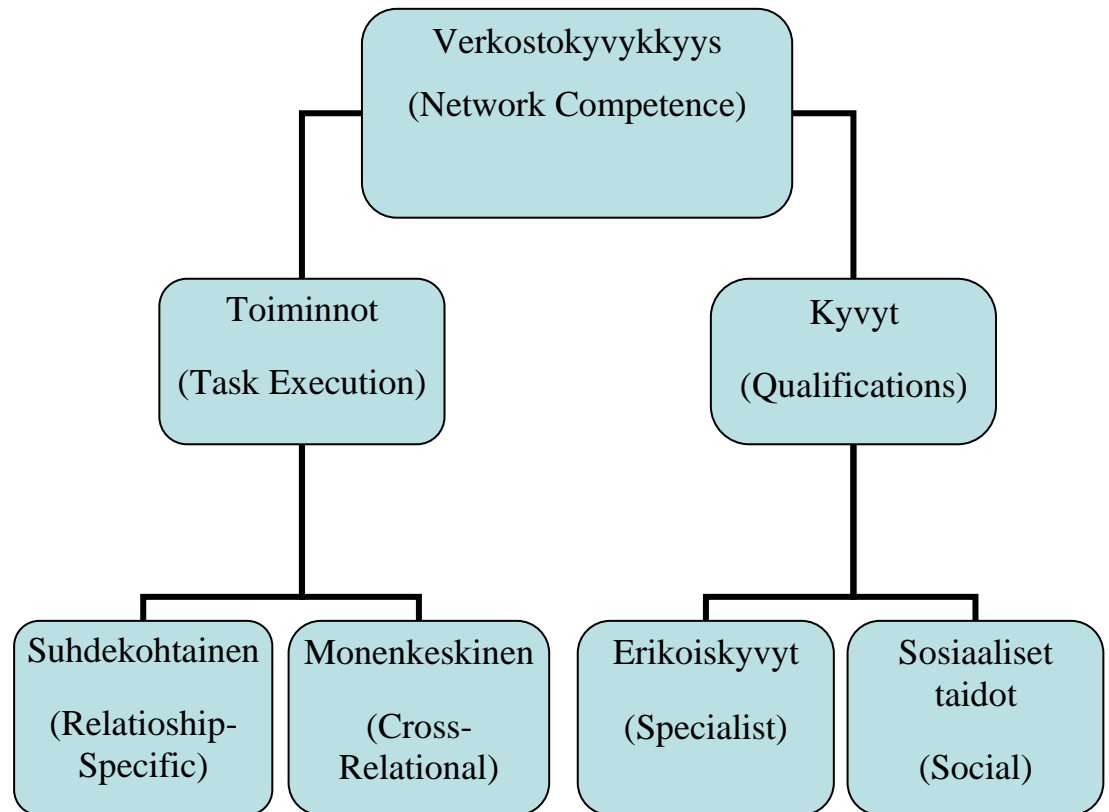 Verkostokyvykkyys
(Network Competence)
Toiminnot
(Task Execution)
Kyvyt
(Qualifications)
Suhdekohtainen
(Relatioship-
Specific)
Monenkeskinen
(Cross-
Relational)
Erikoiskyvyt
(Specialist)
Sosiaaliset
taidot
(Social)